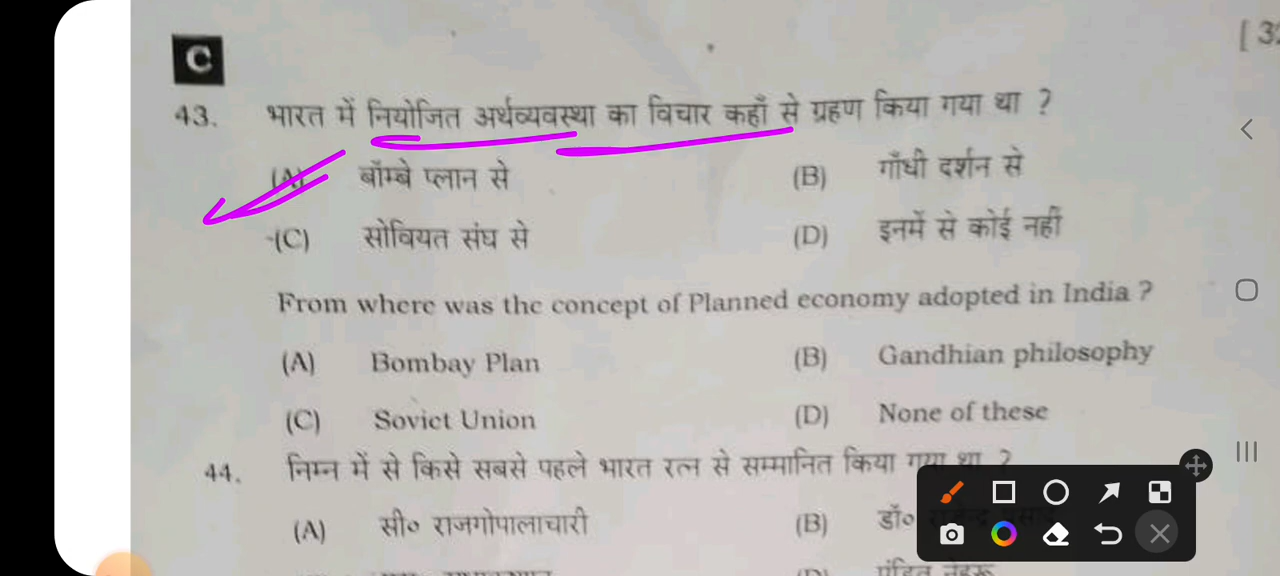 C
[ 3
43. भारत में नियोजित अर्थव्यवस्था का विचार कहाँ से ग्रहण किया गया था ?
(A) बॉम्बे प्लान से (B) गाँधी दर्शन से
(C) सोवियत संघ से (D) इनमें से कोई नहीं
From where was the concept of Planned economy adopted in India ?
(A) Bombay Plan (B) Gandhian philosophy
(C) Soviet Union (D) None of these
44. निम्न में से किसे सबसे पहले भारत रत्न से सम्मानित किया गया था ?
(A) सी० राजगोपालाचारी (B) डॉ०
(D) पंडित नेहरू